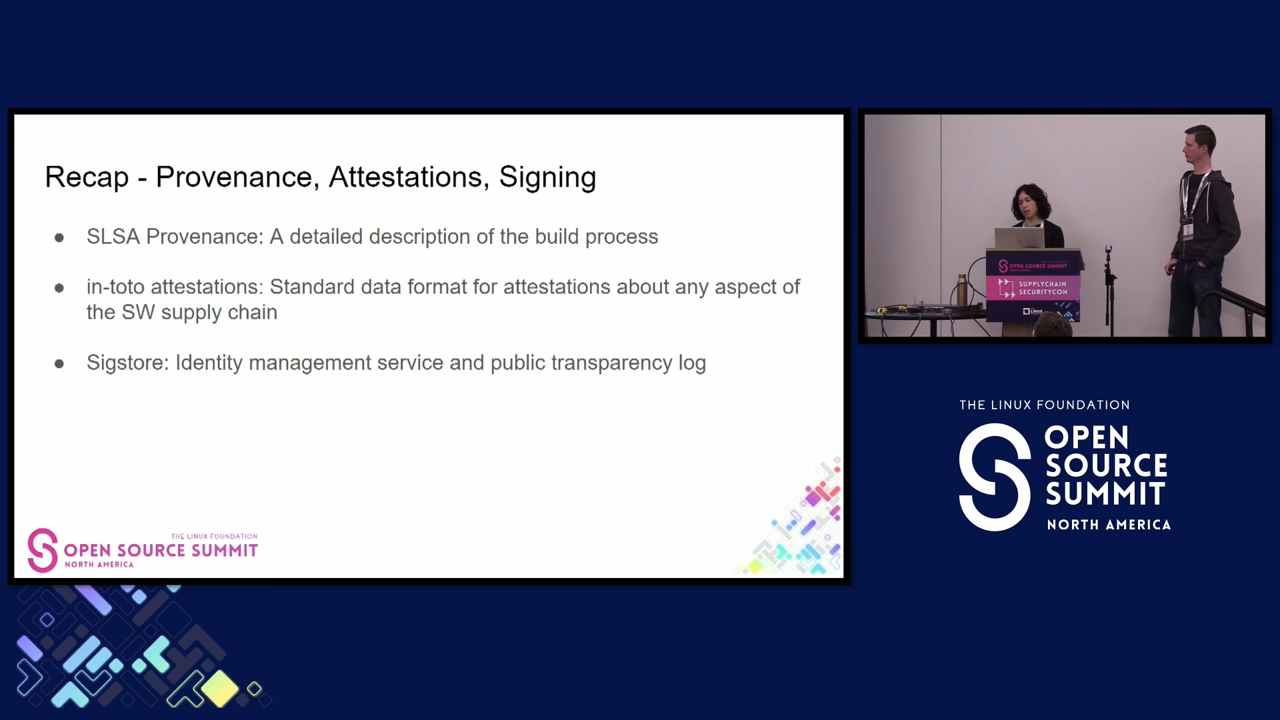 Recap - Provenance, Attestations, Signing
● SLSA Provenance: A detailed description of the build process
● in-toto attestations: Standard data format for attestations about any aspect of
the SW supply chain
● Sigstore: Identity management service and public transparency log
THE LINUX FOUNDATION
OPEN SOURCE SUMMIT
NORTH AMERICA
OPEN SOURCE SUMMIT
SUPPLYCHAIN
SECURITYCON
THE LINUX FOUNDATION
OPEN
SOURCE
SUMMIT
NORTH AMERICA